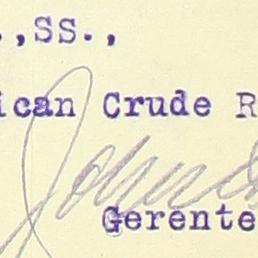 .,SS.,
ican Crude R
Gerente